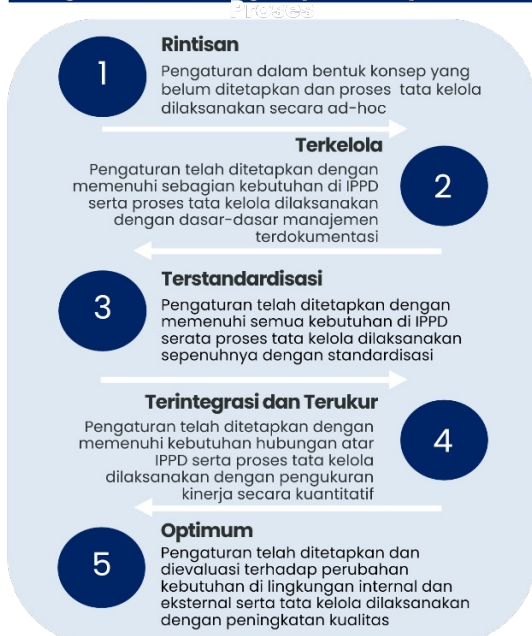 Proses
1
Rintisan
Pengaturan dalam bentuk konsep yang
belum ditetapkan dan proses tata kelola
dilaksanakan secara ad-hoc
Terkelola
Pengaturan telah ditetapkan dengan
memenuhi sebagian kebutuhan di IPPD
serta proses tata kelola dilaksanakan
dengan dasar-dasar manajemen
terdokumentasi
2
3
Terstandardisasi
Pengaturan telah ditetapkan dengan
memenuhi semua kebutuhan di IPPD
serata proses tata kelola dilaksanakan
sepenuhnya dengan standardisasi
Terintegrasi dan Terukur
Pengaturan telah ditetapkan dengan
memenuhi kebutuhan hubungan atar
IPPD serta proses tata kelola
dilaksanakan dengan pengukuran
kinerja secara kuantitatif
4
5
Optimum
Pengaturan telah ditetapkan dan
dievaluasi terhadap perubahan
kebutuhan di lingkungan internal dan
eksternal serta tata kelola dilaksanakan
dengan peningkatan kualitas